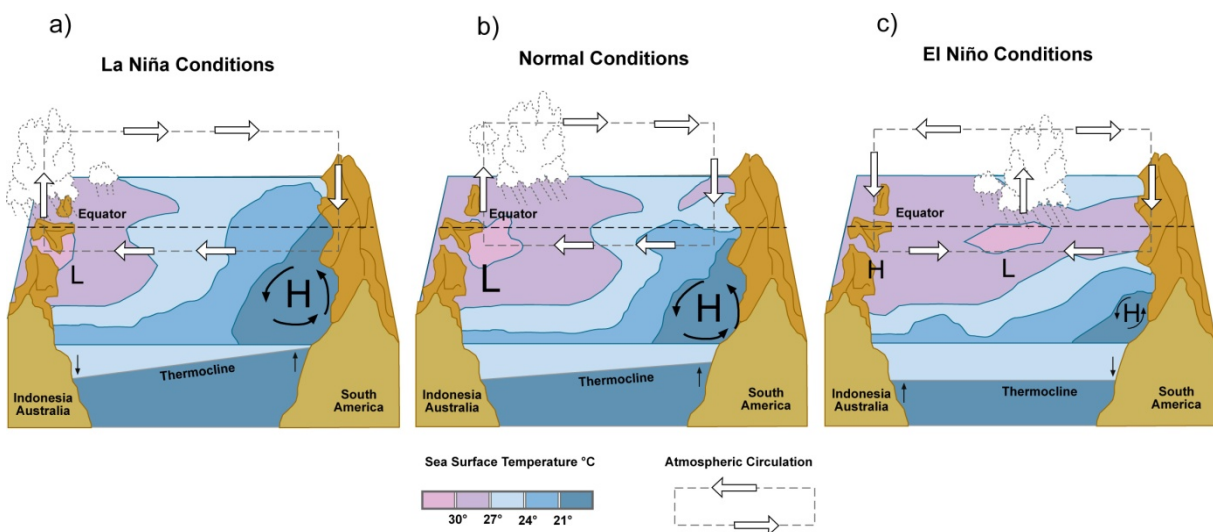 a)
La Niña Conditions
Equator
L
H
Thermocline
Indonesia
Australia
South
America
b)
Normal Conditions
Equator
L
H
Thermocline
Indonesia
Australia
South
America
c)
El Niño Conditions
Equator
H
L
H
Thermocline
Indonesia
Australia
South
America
Sea Surface Temperature °C
30° 27° 24° 21°
Atmospheric Circulation